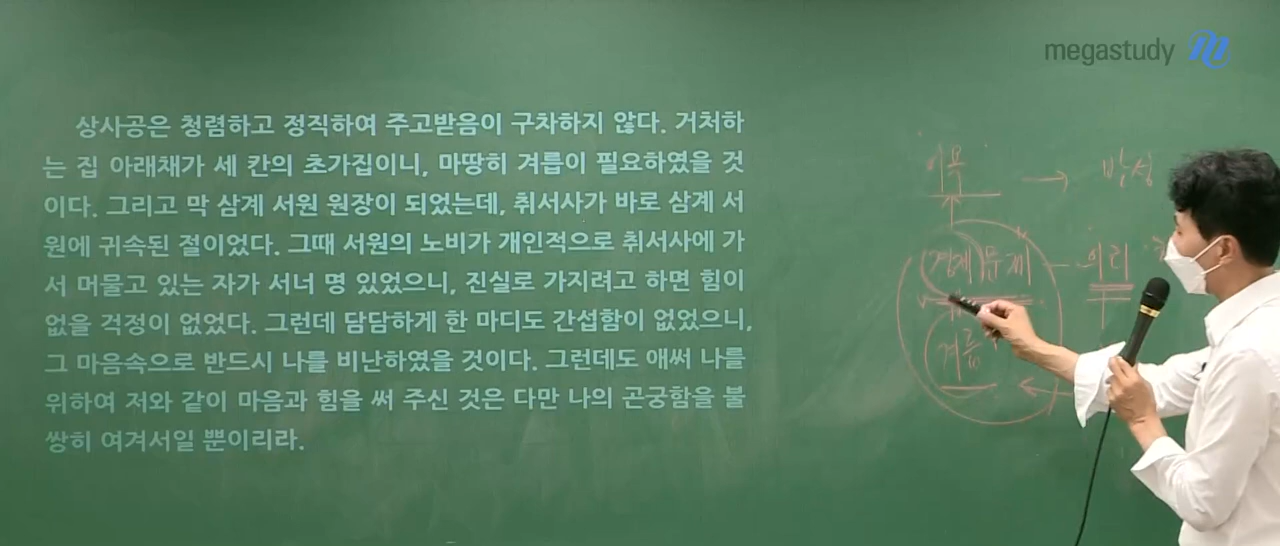 megastudy
상사공은 청렴하고 정직하여 주고받음이 구차하지 않다. 거처하
는 집 아래채가 세 칸의 초가집이니, 마땅히 겨릅이 필요하였을 것
이다. 그리고 막 삼계 서원 원장이 되었는데, 취서사가 바로 삼계 서
원에 귀속된 절이었다. 그때 서원의 노비가 개인적으로 취서사에 가
서 머물고 있는 자가 서너 명 있었으니, 진실로 가지려고 하면 힘이
없을 걱정이 없었다. 그런데 담담하게 한 마디도 간섭함이 없었으니,
그 마음속으로 반드시 나를 비난하였을 것이다. 그런데도 애써 나를
위하여 저와 같이 마음과 힘을 써 주신 것은 다만 나의 곤궁함을 불
쌍히 여겨서일 뿐이리라.
이목 → 반성
경제 문제 의리
겨릅